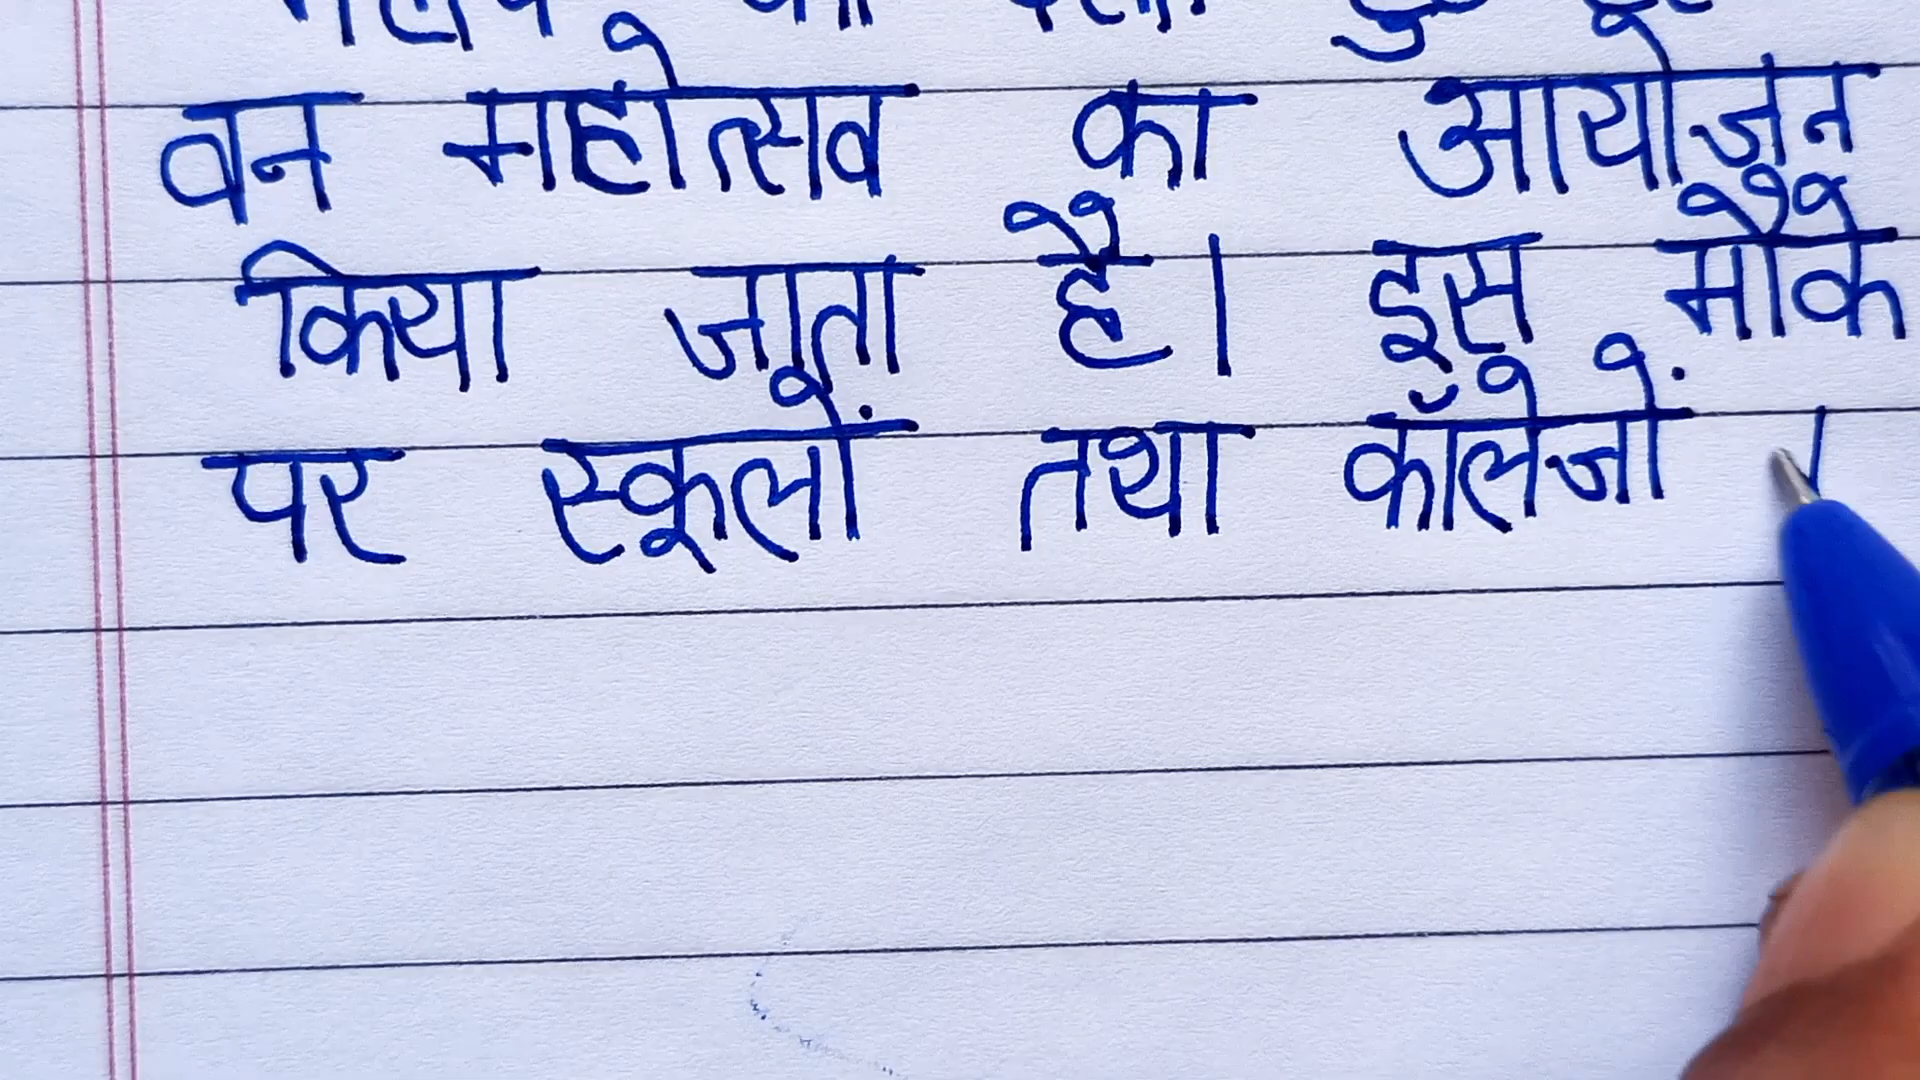 वन महोत्सव का आयोजन
किया जाता है। इस मौके
पर स्कूलों तथा कॉलेजों